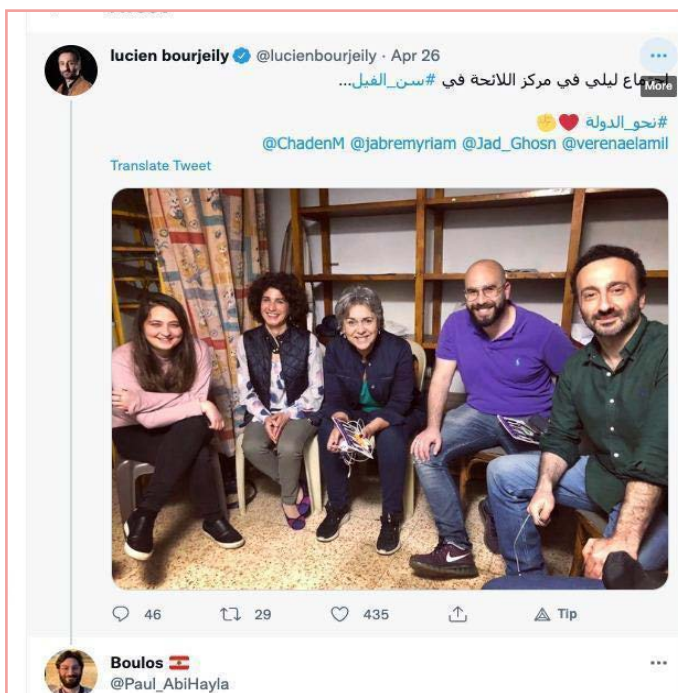 lucien bourjeily @lucienbourjeily · Apr 26
اجتماع ليلي في مركز اللائحة في #سن_الفيل...
More
#نحو_الدولة
@ChadenM @jabremyriam @Jad_Ghosn @verenaelamil
Translate Tweet
46 29 435 Tip
Boulos
@Paul_AbiHayla